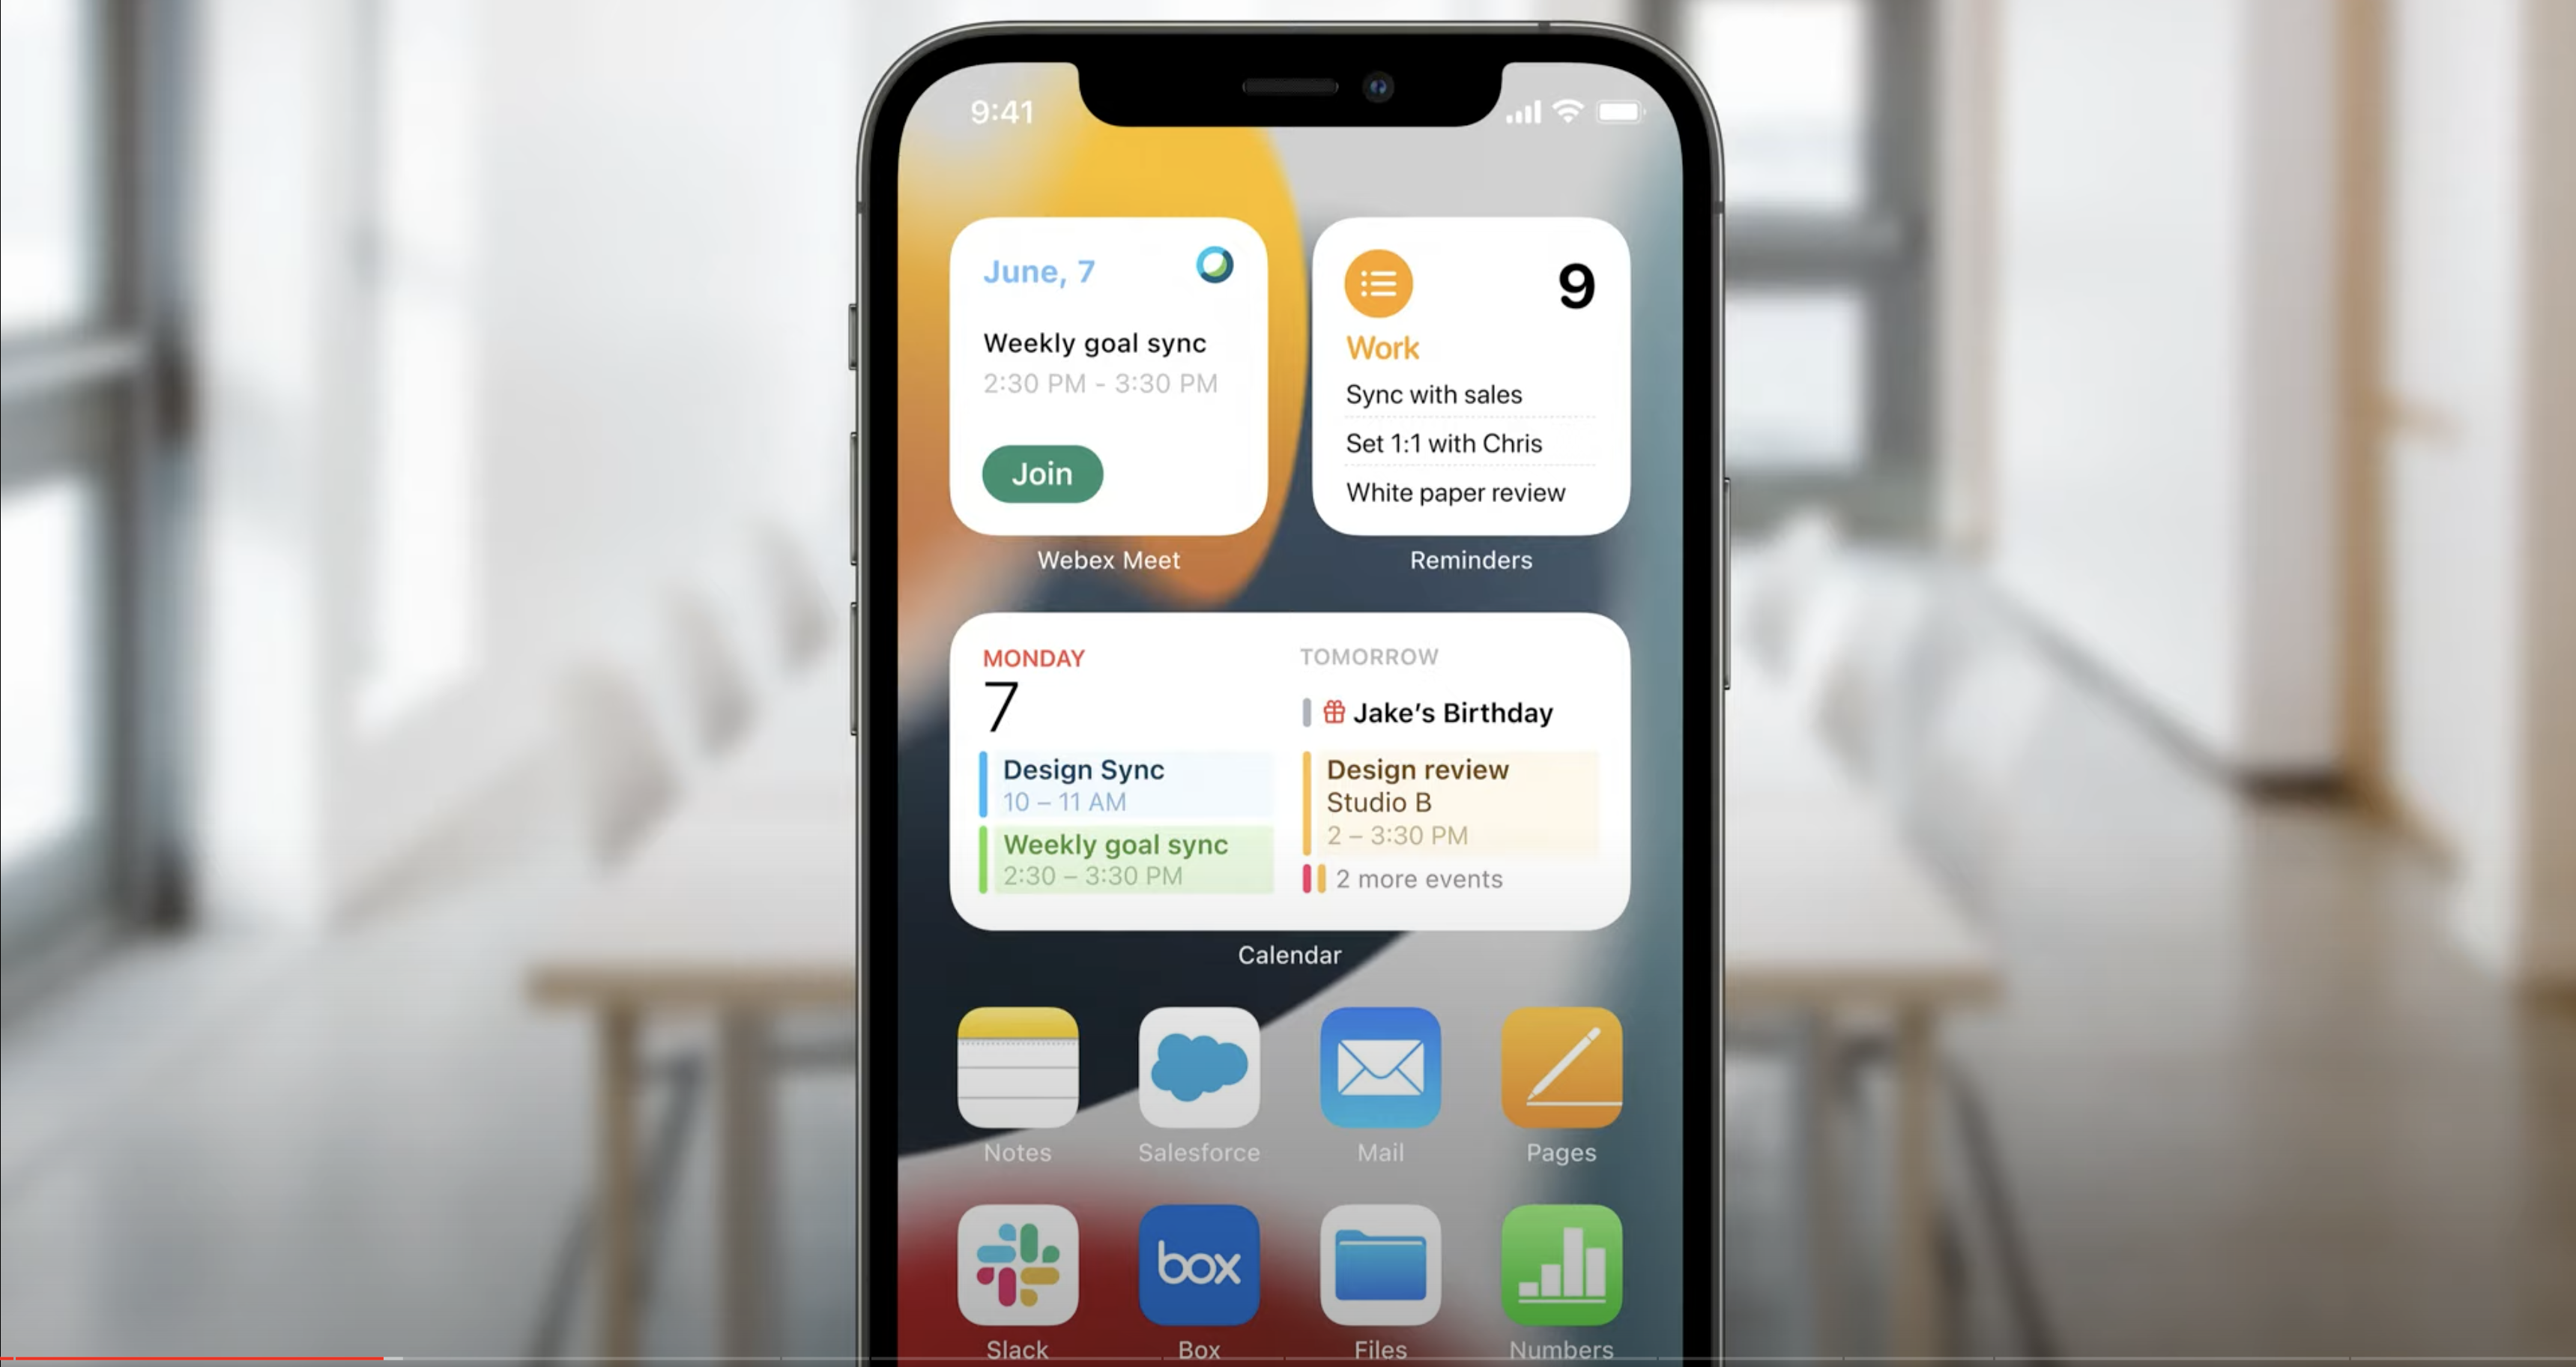 9:41
June, 7
Weekly goal sync
2:30 PM - 3:30 PM
Join
Webex Meet
9
Work
Sync with sales
Set 1:1 with Chris
White paper review
Reminders
MONDAY
7
Design Sync
10 – 11 AM
Weekly goal sync
2:30 – 3:30 PM
TOMORROW
Jake’s Birthday
Design review
Studio B
2 – 3:30 PM
2 more events
Calendar
Notes
Salesforce
Mail
Pages
box
Slack
Box
Files
Numbers